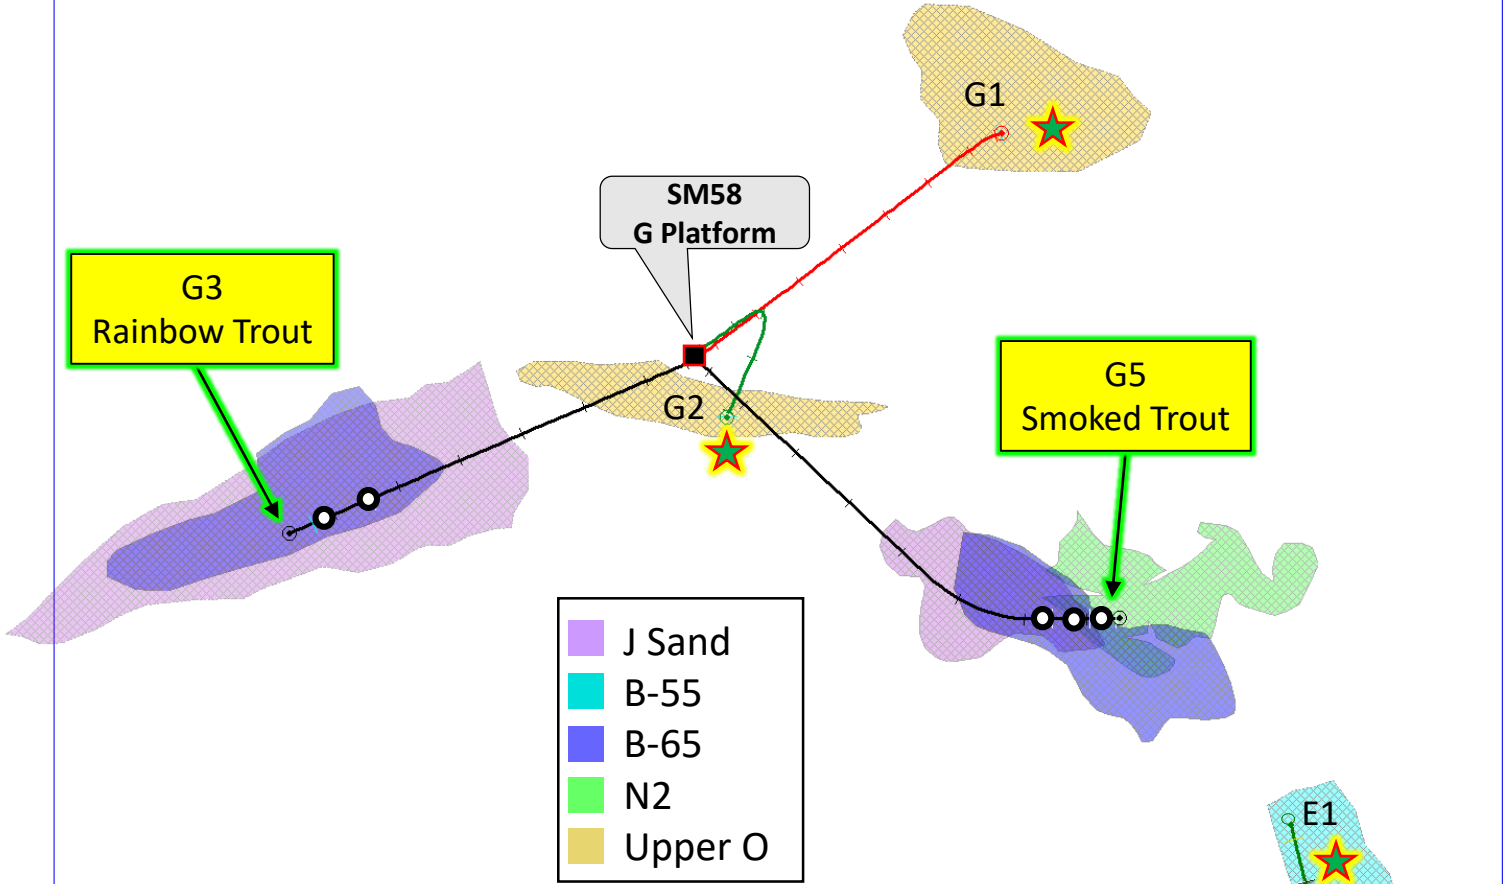 G1
SM58
G Platform
G3
Rainbow Trout
G5
Smoked Trout
G2
J Sand
B-55
B-65
N2
Upper O
E1